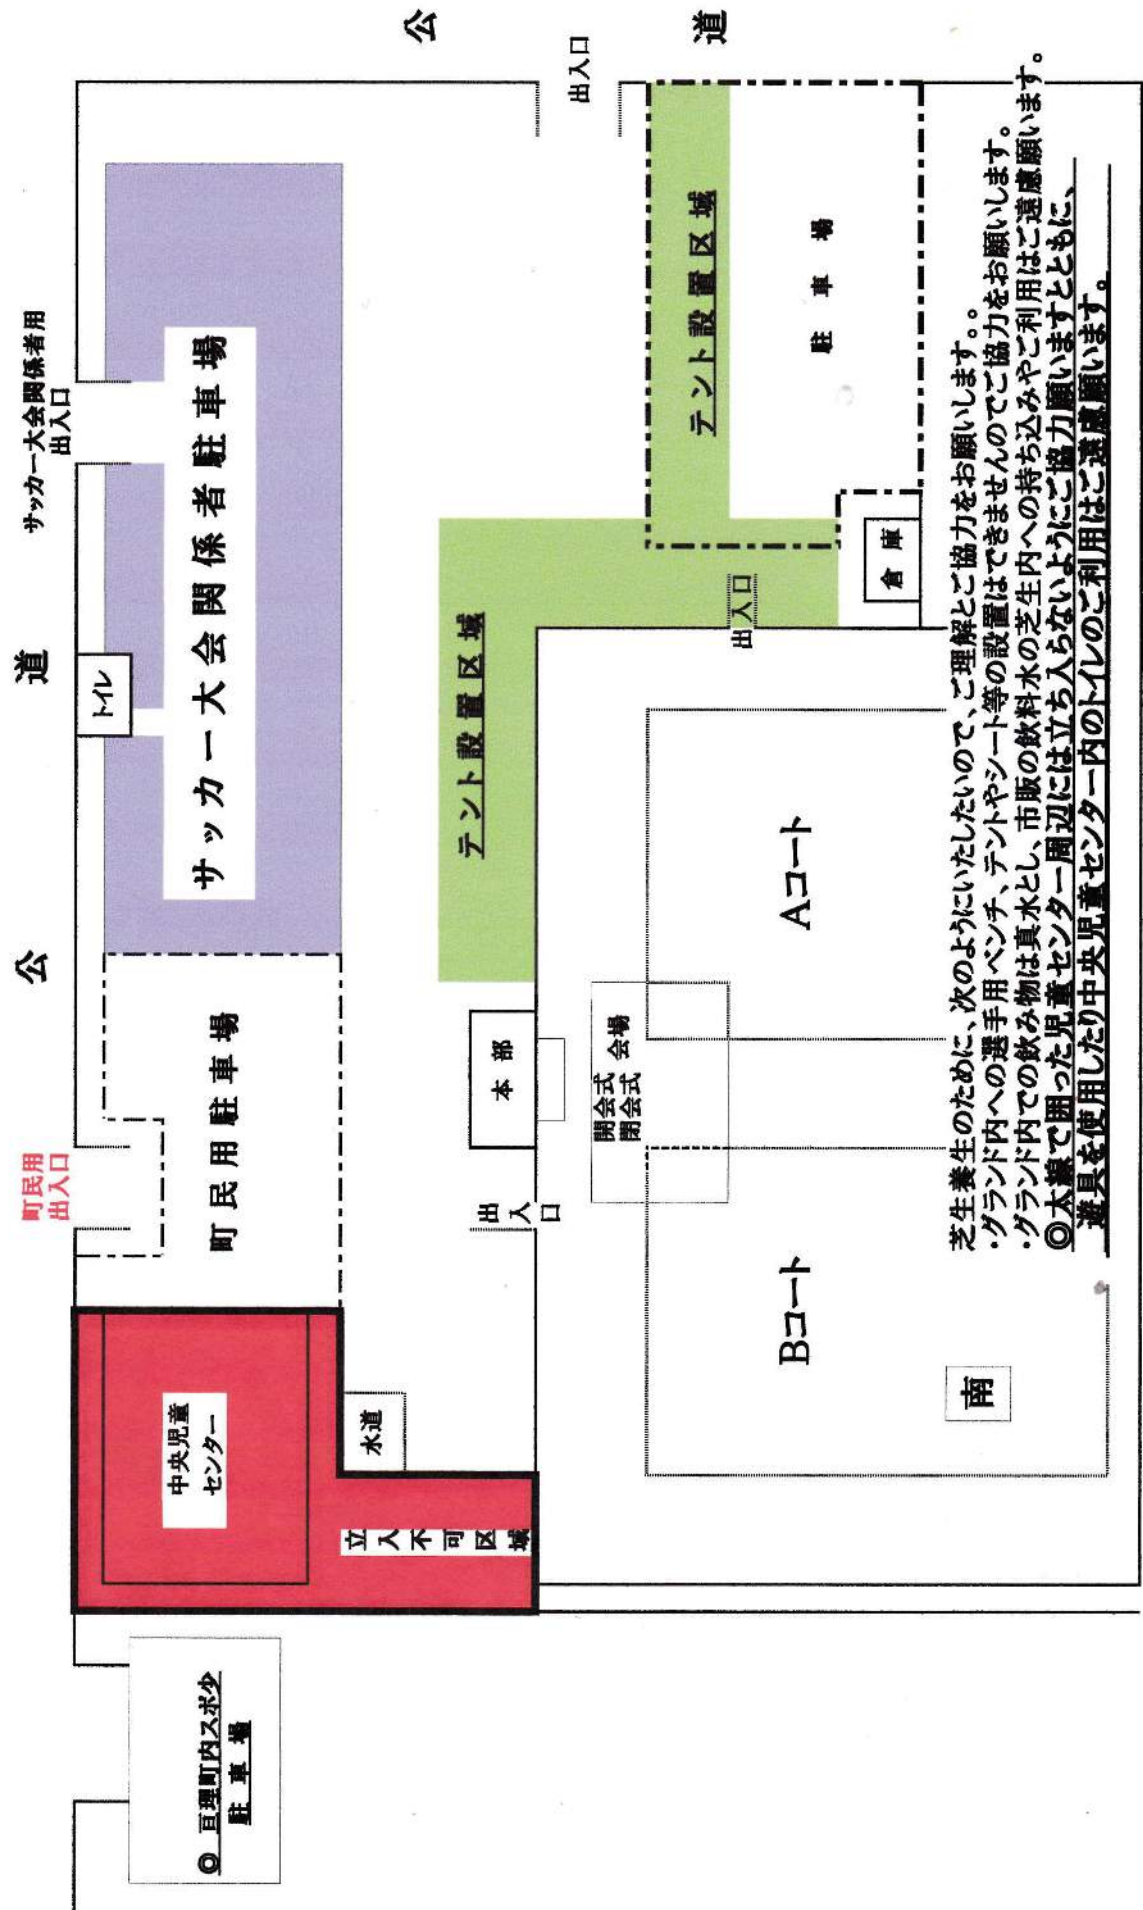 公道
サッカー大会関係者用
出入口
町民用
出入口
トイレ
公道
出入口
サッカー大会関係者駐車場
町民用駐車場
中央児童
センター
◎ 亘理町内スポ少
駐車場
水道
立入不可区域
テント設置区域
本部
出入口
テント設置区域
駐車場
出入口
倉庫
開会式
閉会式
会場
Aコート
Bコート
南
芝生養生のために、次のようにいたしたいので、ご理解とご協力をお願いします。。
・グランド内への選手用ベンチ、テントやシート等の設置はできませんのでご協力をお願いします。
・グランド内での飲み物は真水とし、市販の飲料水の芝生内への持ち込みやご利用はご遠慮願います。
◎太線で囲った児童センター周辺には立ち入らないようにご協力願いますとともに、
遊具を使用したり中央児童センター内のトイレのご利用はご遠慮願います。